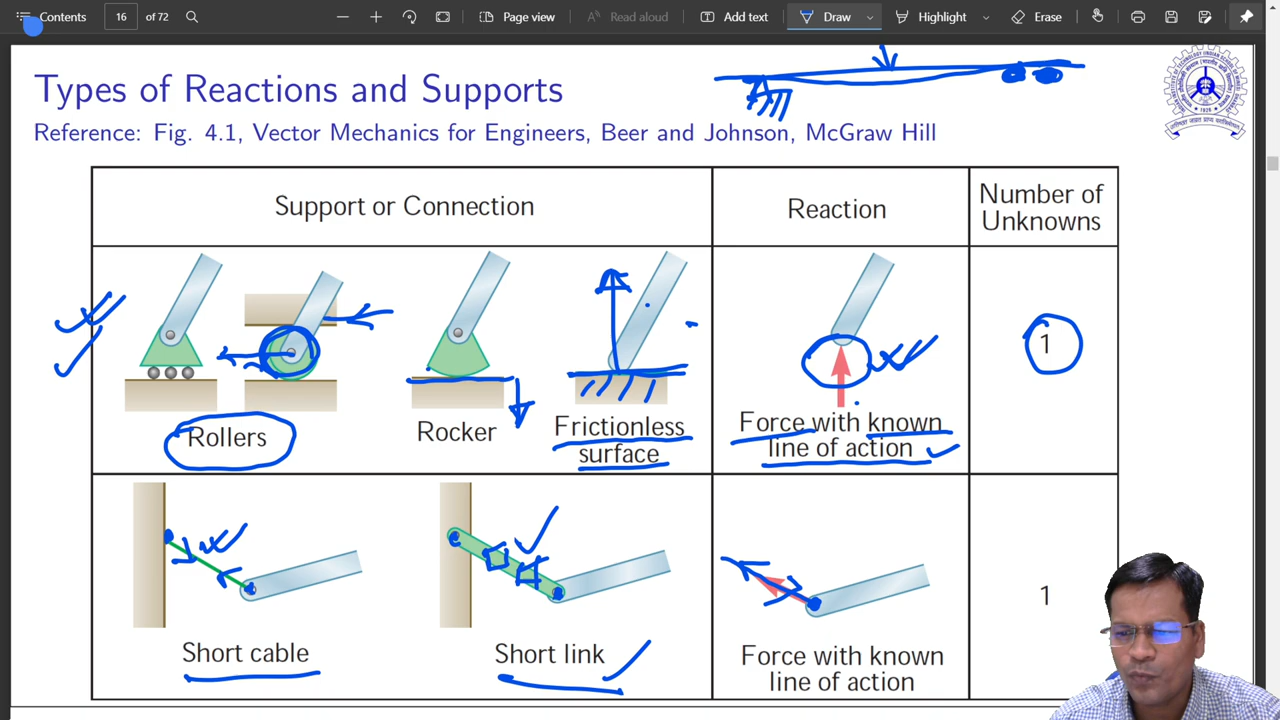 Contents
16 of 72
Page view
Read aloud
Add text
Draw
Highlight
Erase
Types of Reactions and Supports
Reference: Fig. 4.1, Vector Mechanics for Engineers, Beer and Johnson, McGraw Hill
Support or Connection
Reaction
Number of
Unknowns
Rollers
Rocker
Frictionless
surface
Force with known
line of action
1
Short cable
Short link
Force with known
line of action
1